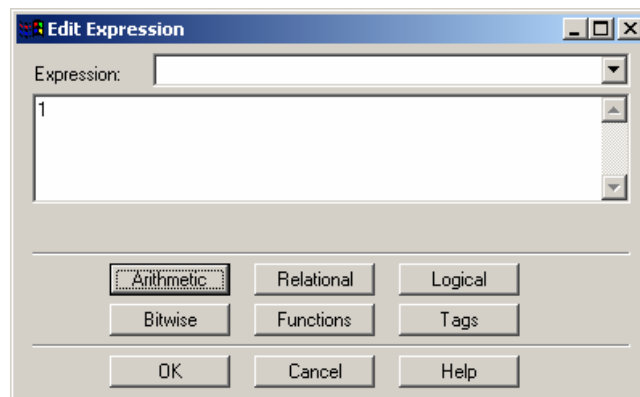 Edit Expression
Expression:
1
Arithmetic Relational Logical
Bitwise Functions Tags
OK Cancel Help